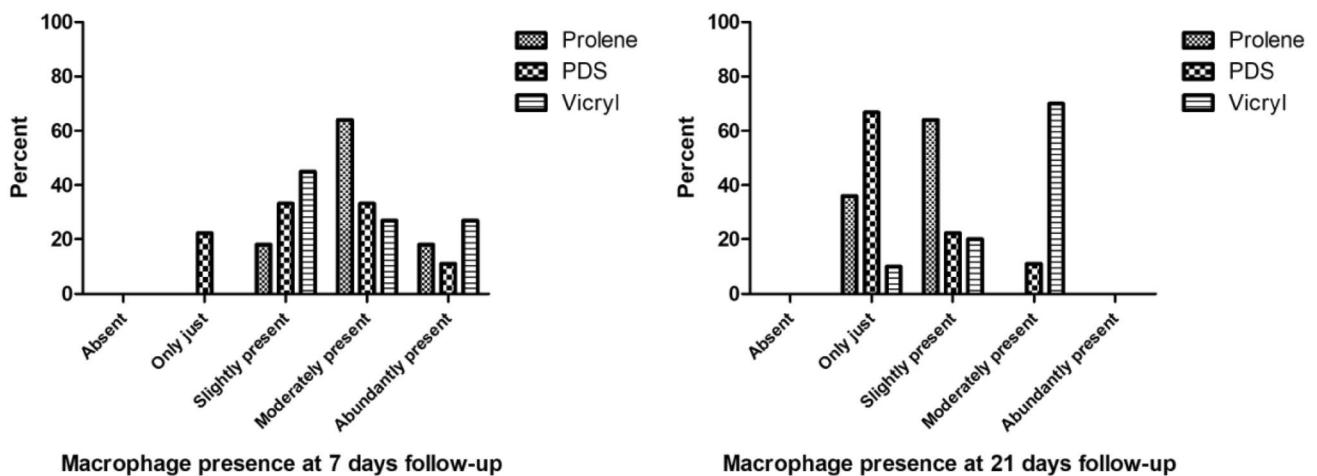 100
80
60
40
20
0
Percent
Prolene
PDS
Vicryl
Absent
Only just
Slightly present
Moderately present
Abundantly present
Macrophage presence at 7 days follow-up
100
80
60
40
20
0
Percent
Prolene
PDS
Vicryl
Absent
Only just
Slightly present
Moderately present
Abundantly present
Macrophage presence at 21 days follow-up